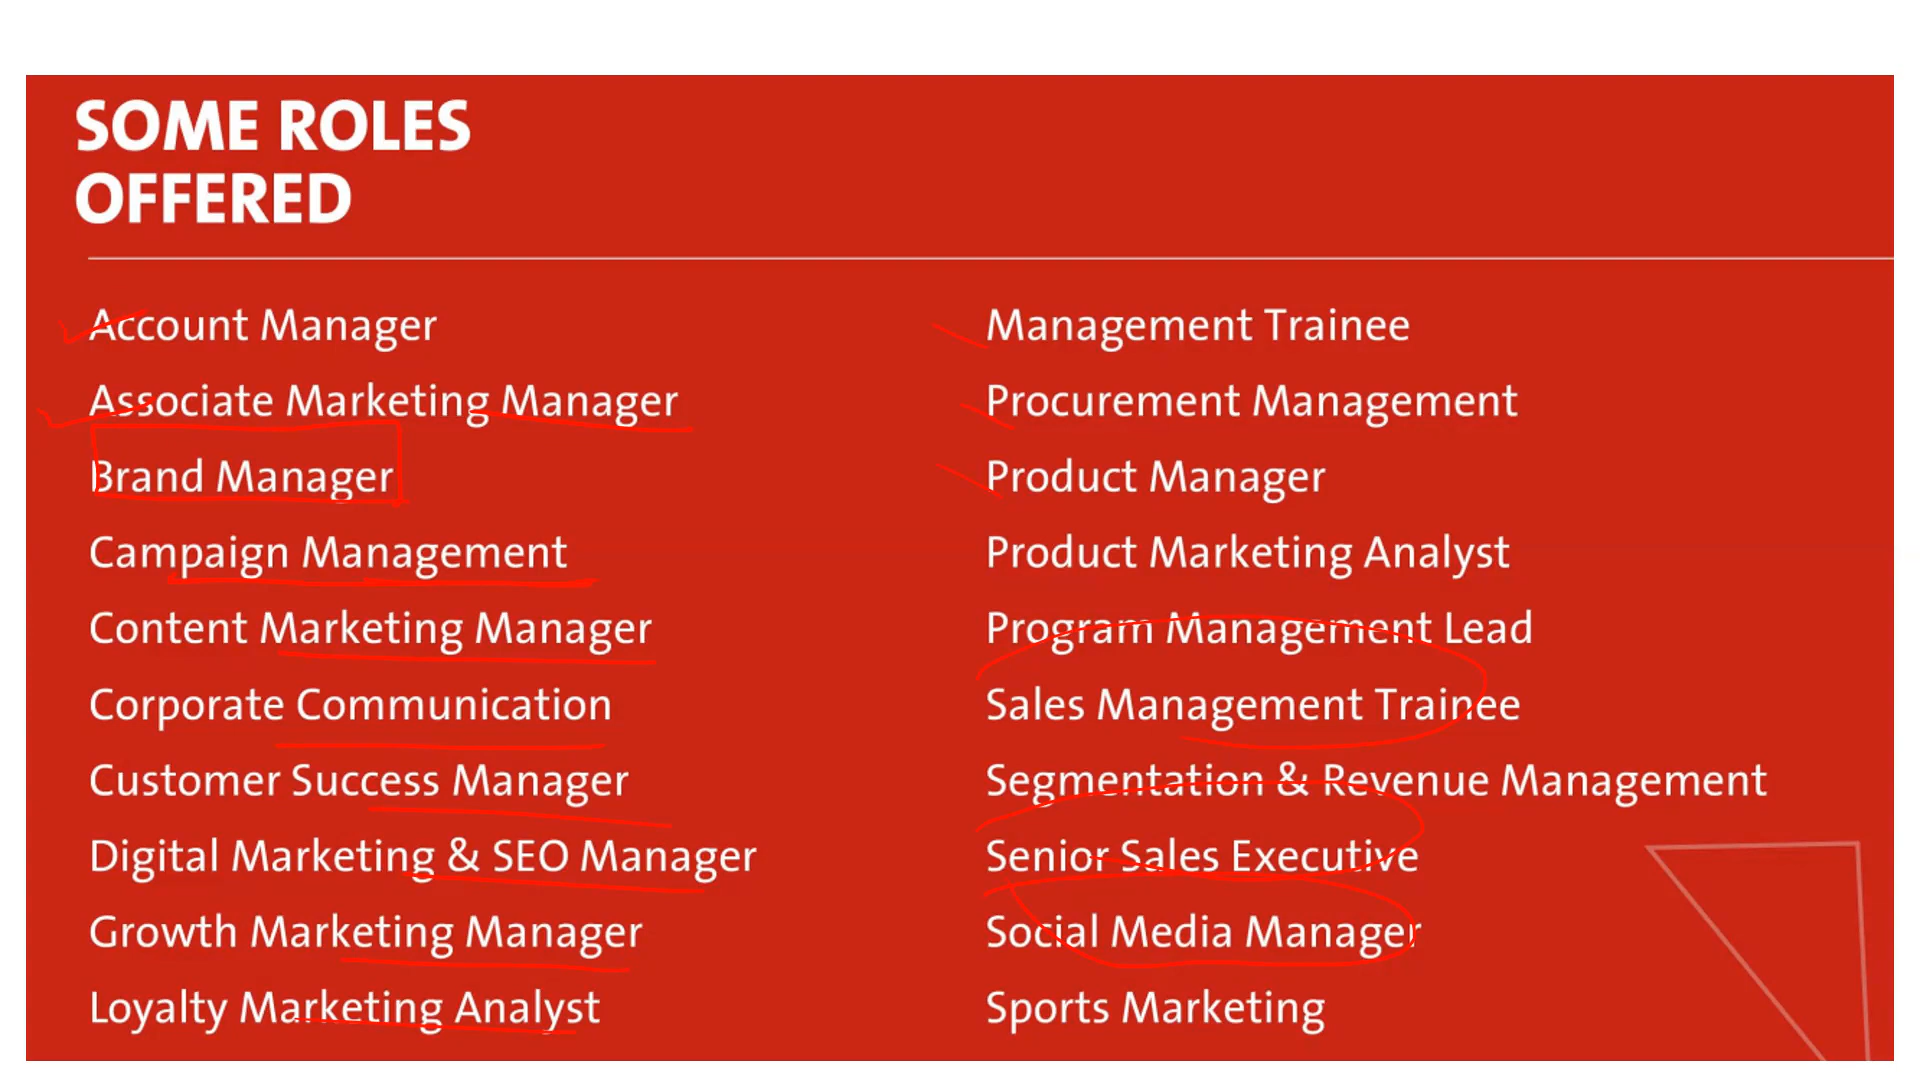 SOME ROLES
OFFERED
Account Manager
Associate Marketing Manager
Brand Manager
Campaign Management
Content Marketing Manager
Corporate Communication
Customer Success Manager
Digital Marketing & SEO Manager
Growth Marketing Manager
Loyalty Marketing Analyst
Management Trainee
Procurement Management
Product Manager
Product Marketing Analyst
Program Management Lead
Sales Management Trainee
Segmentation & Revenue Management
Senior Sales Executive
Social Media Manager
Sports Marketing